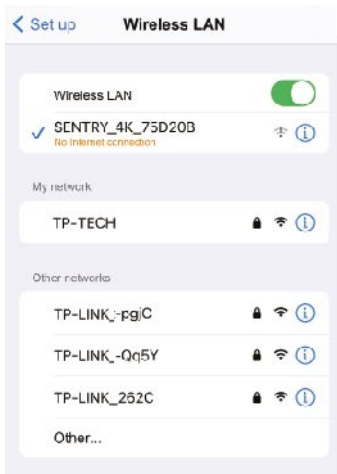 Set up
Wireless LAN
Wireless LAN
SENTRY_4K_75D20B
No Internet connection
My network
TP-TECH
Other networks
TP-LINK_:-pgjC
TP-LINK_-Qq5Y
TP-LINK_262C
Other...